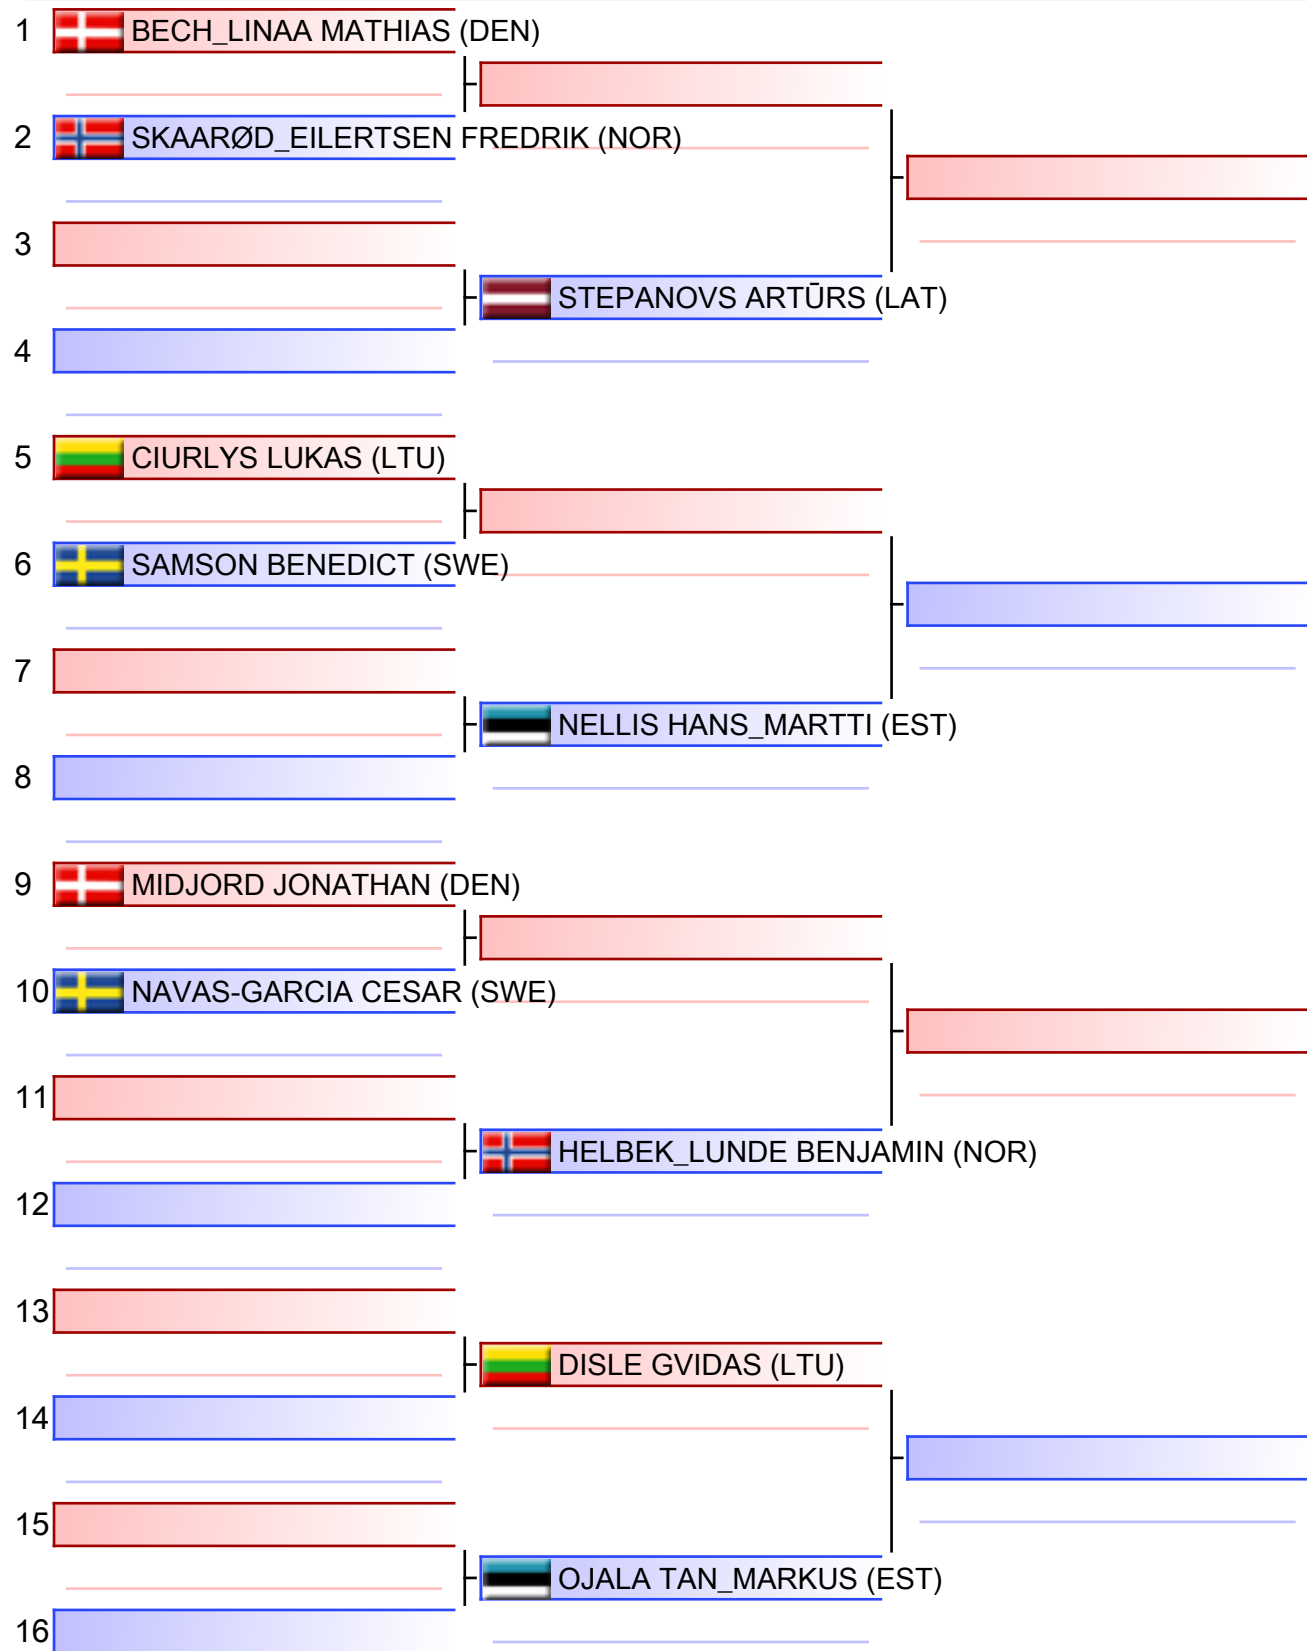 1 BECH_LINAA MATHIAS (DEN)
2 SKAARØD_EILERTSEN FREDRIK (NOR)
3
STEPANOVS ARTŪRS (LAT)
4
5 CIURLYS LUKAS (LTU)
6 SAMSON BENEDICT (SWE)
7
NELLIS HANS_MARTTI (EST)
8
9 MIDJORD JONATHAN (DEN)
10 NAVAS-GARCIA CESAR (SWE)
11
HELBEK_LUNDE BENJAMIN (NOR)
12
13
DISLE GVIDAS (LTU)
14
15
OJALA TAN_MARKUS (EST)
16